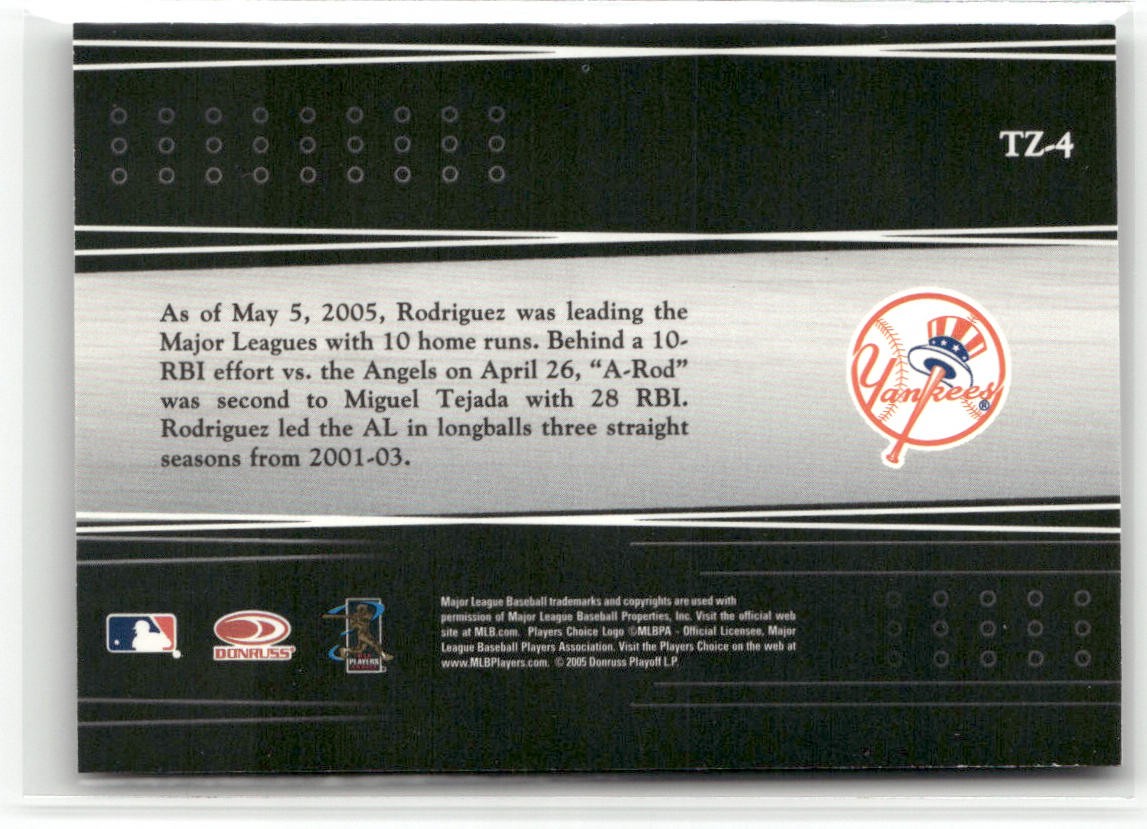 TZ-4
As of May 5, 2005, Rodriguez was leading the
Major Leagues with 10 home runs. Behind a 10-
RBI effort vs. the Angels on April 26, “A-Rod”
was second to Miguel Tejada with 28 RBI.
Rodriguez led the AL in longballs three straight
seasons from 2001-03.
Yankees®
DONRUSS®
PLAYERS
Major League Baseball trademarks and copyrights are used with
permission of Major League Baseball Properties, Inc. Visit the official web
site at MLB.com. Players Choice Logo ©MLBPA - Official Licensee, Major
League Baseball Players Association. Visit the Players Choice on the web at
www.MLBPlayers.com. © 2005 Donruss Playoff L.P.